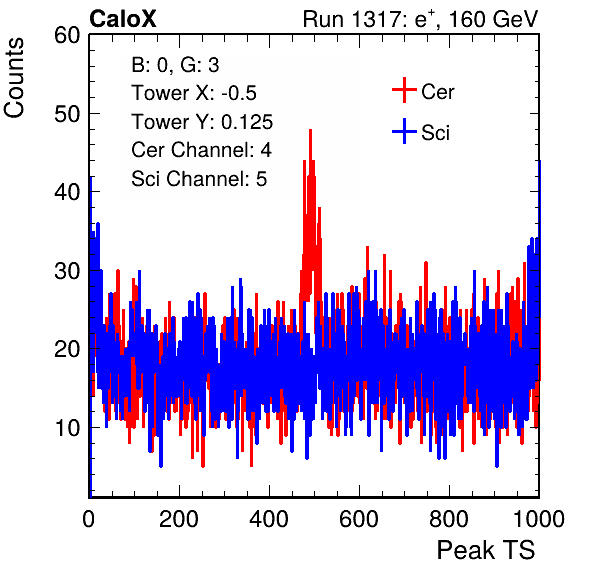 CaloX
Run 1317: e+, 160 GeV
Counts
60
50
40
30
20
10
B: 0, G: 3
Tower X: -0.5
Tower Y: 0.125
Cer Channel: 4
Sci Channel: 5
Cer
Sci
0 200 400 600 800 1000
Peak TS